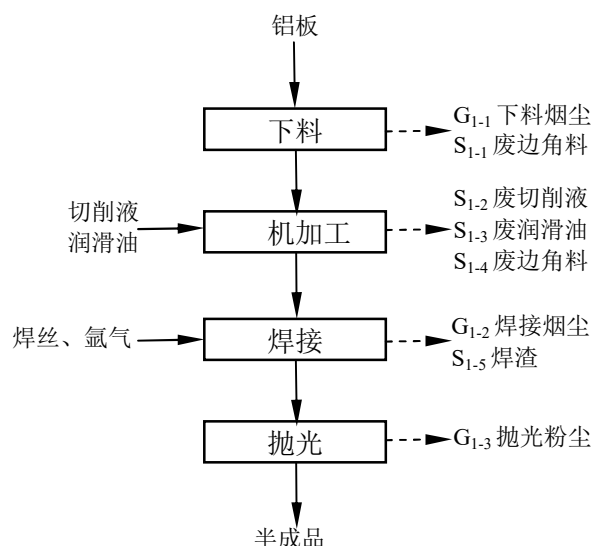 铝板
下料
G1-1 下料烟尘
S1-1 废边角料
切削液
润滑油
机加工
S1-2 废切削液
S1-3 废润滑油
S1-4 废边角料
焊丝、氩气
焊接
G1-2 焊接烟尘
S1-5 焊渣
抛光
G1-3 抛光粉尘
半成品